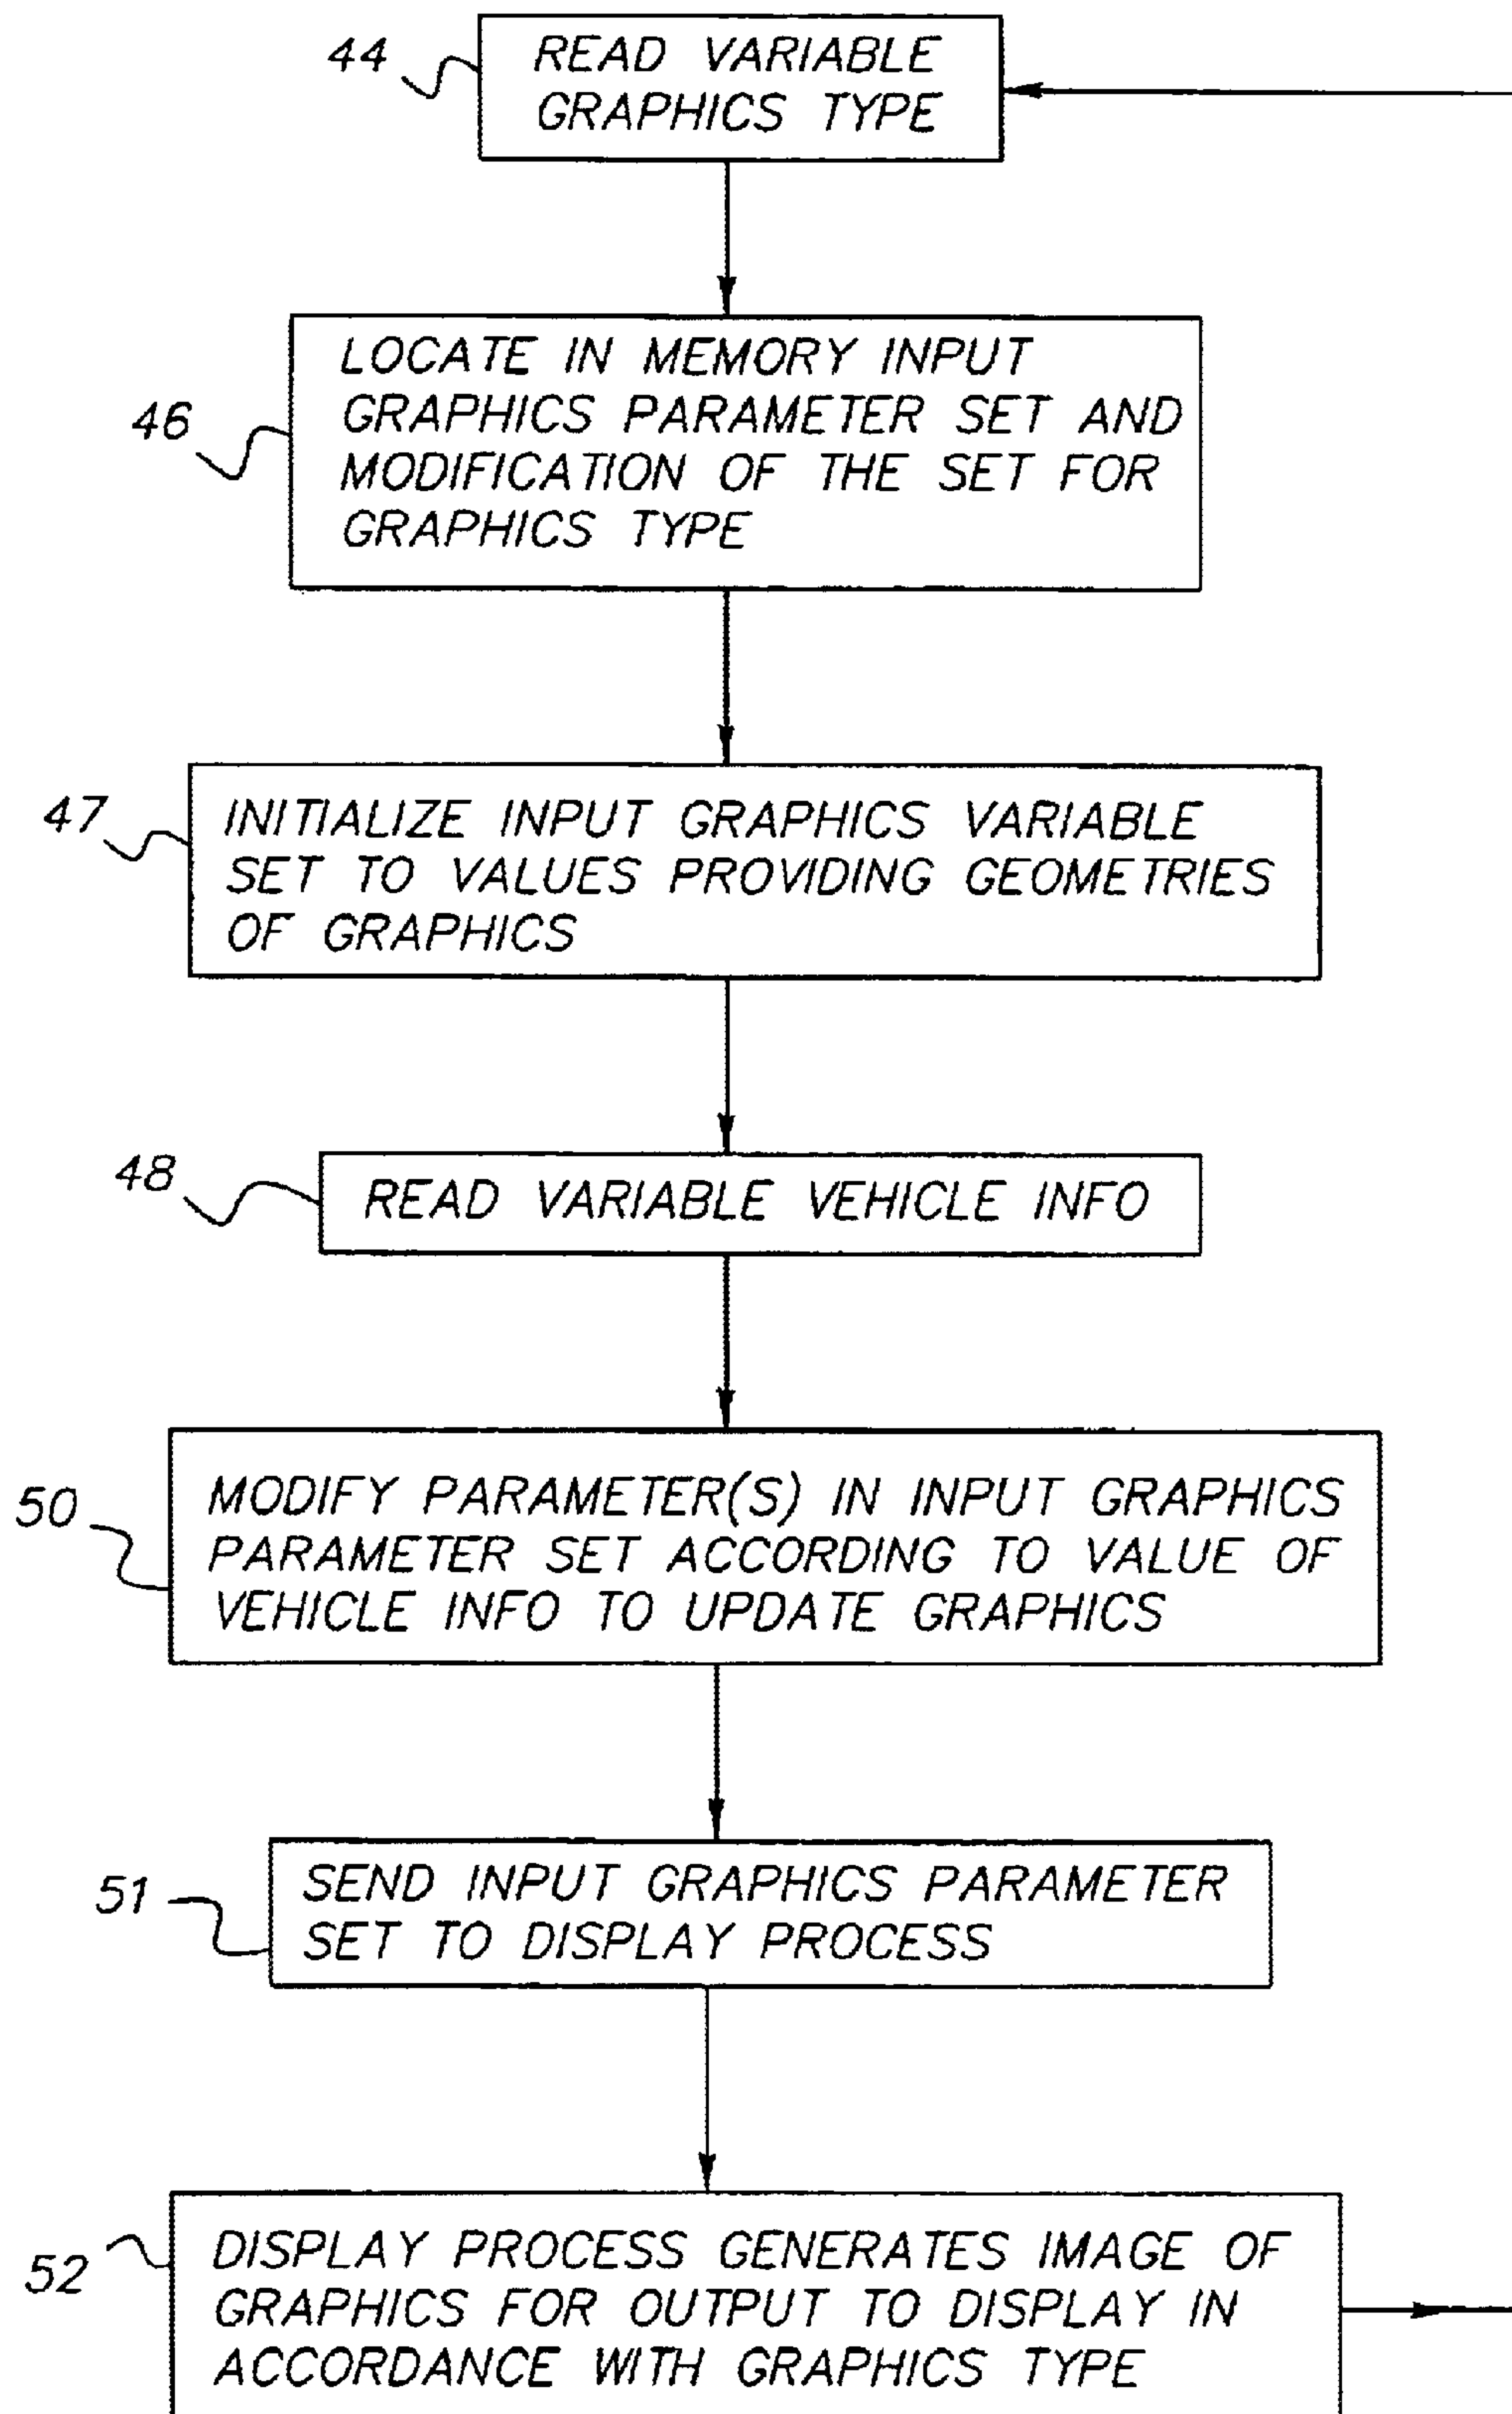 44
READ VARIABLE
GRAPHICS TYPE
46
LOCATE IN MEMORY INPUT
GRAPHICS PARAMETER SET AND
MODIFICATION OF THE SET FOR
GRAPHICS TYPE
47
INITIALIZE INPUT GRAPHICS VARIABLE
SET TO VALUES PROVIDING GEOMETRIES
OF GRAPHICS
48
READ VARIABLE VEHICLE INFO
50
MODIFY PARAMETER(S) IN INPUT GRAPHICS
PARAMETER SET ACCORDING TO VALUE OF
VEHICLE INFO TO UPDATE GRAPHICS
51
SEND INPUT GRAPHICS PARAMETER
SET TO DISPLAY PROCESS
52
DISPLAY PROCESS GENERATES IMAGE OF
GRAPHICS FOR OUTPUT TO DISPLAY IN
ACCORDANCE WITH GRAPHICS TYPE